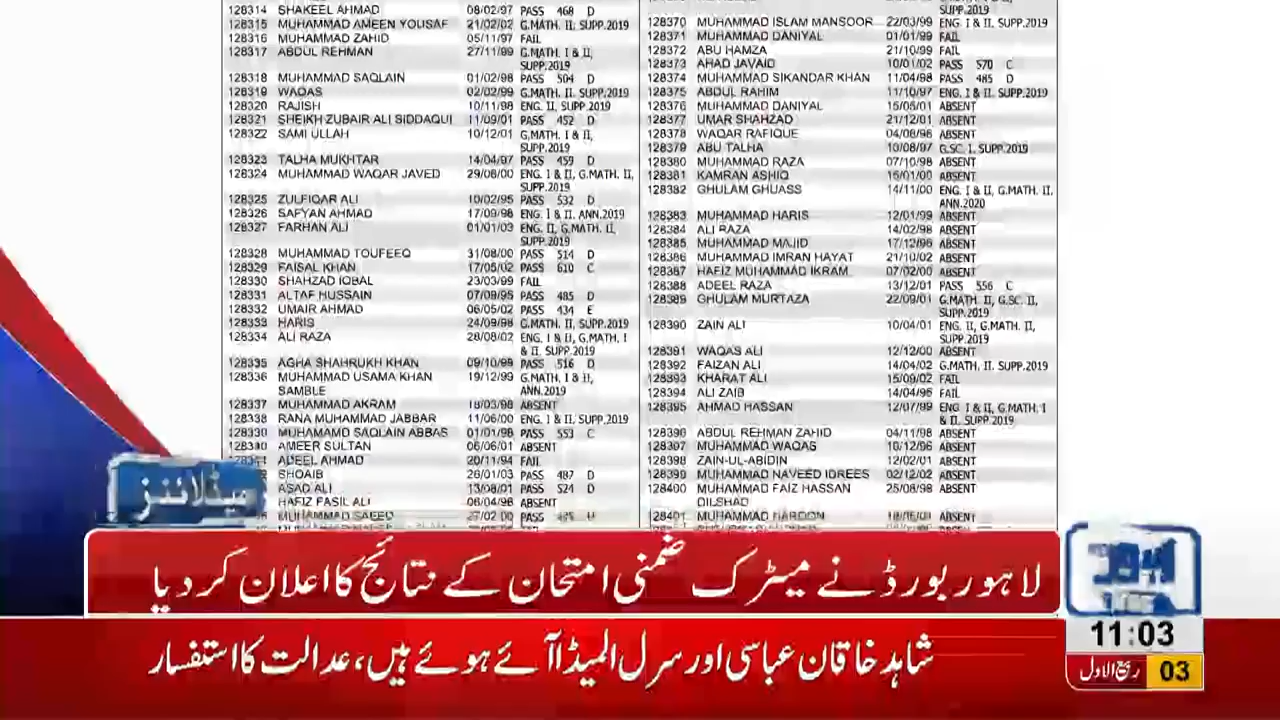 128314 SHAKEEL AHMAD 08/02/97 PASS 468 D
128315 MUHAMMAD AMEEN YOUSAF 21/02/02 G.MATH. II, SUPP.2019
128316 MUHAMMAD ZAHID 05/11/97 FAIL
128317 ABDUL REHMAN 27/11/99 G.MATH. I & II,
SUPP.2019
128318 MUHAMMAD SAQLAIN 01/02/98 PASS 504 D
128319 WAQAS 02/02/99 G.MATH. II, SUPP.2019
128320 RAJISH 10/11/98 ENG. II, SUPP.2019
128321 SHEIKH ZUBAIR ALI SIDDAQUI 11/09/01 PASS 452 D
128322 SAMI ULLAH 10/12/01 G.MATH. I & II,
SUPP.2019
128323 TALHA MUKHTAR 14/04/97 PASS 459 D
128324 MUHAMMAD WAQAR JAVED 29/08/00 ENG. I & II, G.MATH. II,
SUPP.2019
128325 ZULFIQAR ALI 10/02/95 PASS 532 D
128326 SAFYAN AHMAD 17/09/98 ENG. I & II, ANN.2019
128327 FARHAN ALI 01/01/03 ENG. II, G.MATH. II,
SUPP.2019
128328 MUHAMMAD TOUFEEQ 31/08/00 PASS 514 D
128329 FAISAL KHAN 17/05/02 PASS 610 C
128330 SHAHZAD IQBAL 23/03/99 FAIL
128331 ALTAF HUSSAIN 07/09/95 PASS 485 D
128332 UMAIR AHMAD 06/05/02 PASS 434 E
128333 HARIS 24/09/98 G.MATH. II, SUPP.2019
128334 ALI RAZA 28/08/02 ENG. I & II, G.MATH. I
& II, SUPP.2019
128335 AGHA SHAHRUKH KHAN 09/10/99 PASS 516 D
128336 MUHAMMAD USAMA KHAN 19/12/99 G.MATH. I & II,
SAMBLE ANN.2019
128337 MUHAMMAD AKRAM 18/03/98 ABSENT
128338 RANA MUHAMMAD JABBAR 11/06/00 ENG. I & II, SUPP.2019
128339 MUHAMAMD SAQLAIN ABBAS 01/01/98 PASS 553 C
128340 AMEER SULTAN 06/06/01 ABSENT
ADEEL AHMAD 20/11/94 FAIL
SHOAIB 26/01/03 PASS 487 D
ASAD ALI 13/08/01 PASS 524 D
HAFIZ FASIL ALI 06/04/96 ABSENT
MUHAMMAD SAEED 27/02/00 PASS
SUPP.2019
128370 MUHAMMAD ISLAM MANSOOR 22/03/99 ENG. I & II, SUPP.2019
128371 MUHAMMAD DANIYAL 01/01/99 FAIL
128372 ABU HAMZA 21/10/99 FAIL
128373 AHAD JAVAID 10/01/02 PASS 570 C
128374 MUHAMMAD SIKANDAR KHAN 11/04/98 PASS 485 D
128375 ABDUL RAHIM 11/10/97 ENG. I & II, SUPP.2019
128376 MUHAMMAD DANIYAL 15/05/01 ABSENT
128377 UMAR SHAHZAD 21/12/01 ABSENT
128378 WAQAR RAFIQUE 04/08/96 ABSENT
128379 ABU TALHA 10/08/97 G.SC. I, SUPP.2019
128380 MUHAMMAD RAZA 07/10/98 ABSENT
128381 KAMRAN ASHIQ 16/01/00 ABSENT
128382 GHULAM GHUASS 14/11/00 ENG. I & II, G.MATH. II,
ANN.2020
128383 MUHAMMAD HARIS 12/01/99 ABSENT
128384 ALI RAZA 14/02/98 ABSENT
128385 MUHAMMAD MAJID 17/12/96 ABSENT
128386 MUHAMMAD IMRAN HAYAT 21/10/02 ABSENT
128387 HAFIZ MUHAMMAD IKRAM 07/02/00 ABSENT
128388 ADEEL RAZA 13/12/01 PASS 556 C
128389 GHULAM MURTAZA 22/09/01 G.MATH. II, G.SC. II,
SUPP.2019
128390 ZAIN ALI 10/04/01 ENG. II, G.MATH. II,
SUPP.2019
128391 WAQAS ALI 12/12/00 ABSENT
128392 FAIZAN ALI 14/04/02 G.MATH. II, SUPP.2019
128393 KHARAT ALI 15/09/02 FAIL
128394 ALI ZAIB 14/04/96 FAIL
128395 AHMAD HASSAN 12/07/99 ENG. I & II, G.MATH. I
& II, SUPP.2019
128396 ABDUL REHMAN ZAHID 04/11/98 ABSENT
128397 MUHAMMAD WAQAS 16/12/96 ABSENT
128398 ZAIN-UL-ABIDIN 12/02/01 ABSENT
128399 MUHAMMAD NAVEED IDREES 02/12/02 ABSENT
128400 MUHAMMAD FAIZ HASSAN 25/08/98 ABSENT
DILSHAD
128401 MUHAMMAD HAROON ABSENT
ہیڈلائنز
لاہور بورڈ نے میٹرک ضمنی امتحان کے نتائج کا اعلان کر دیا
شاہد خاقان عباسی اور سرل المیڈا آئے ہوئے ہیں، عدالت کا استفسار
11:03
03 ربیع الاول